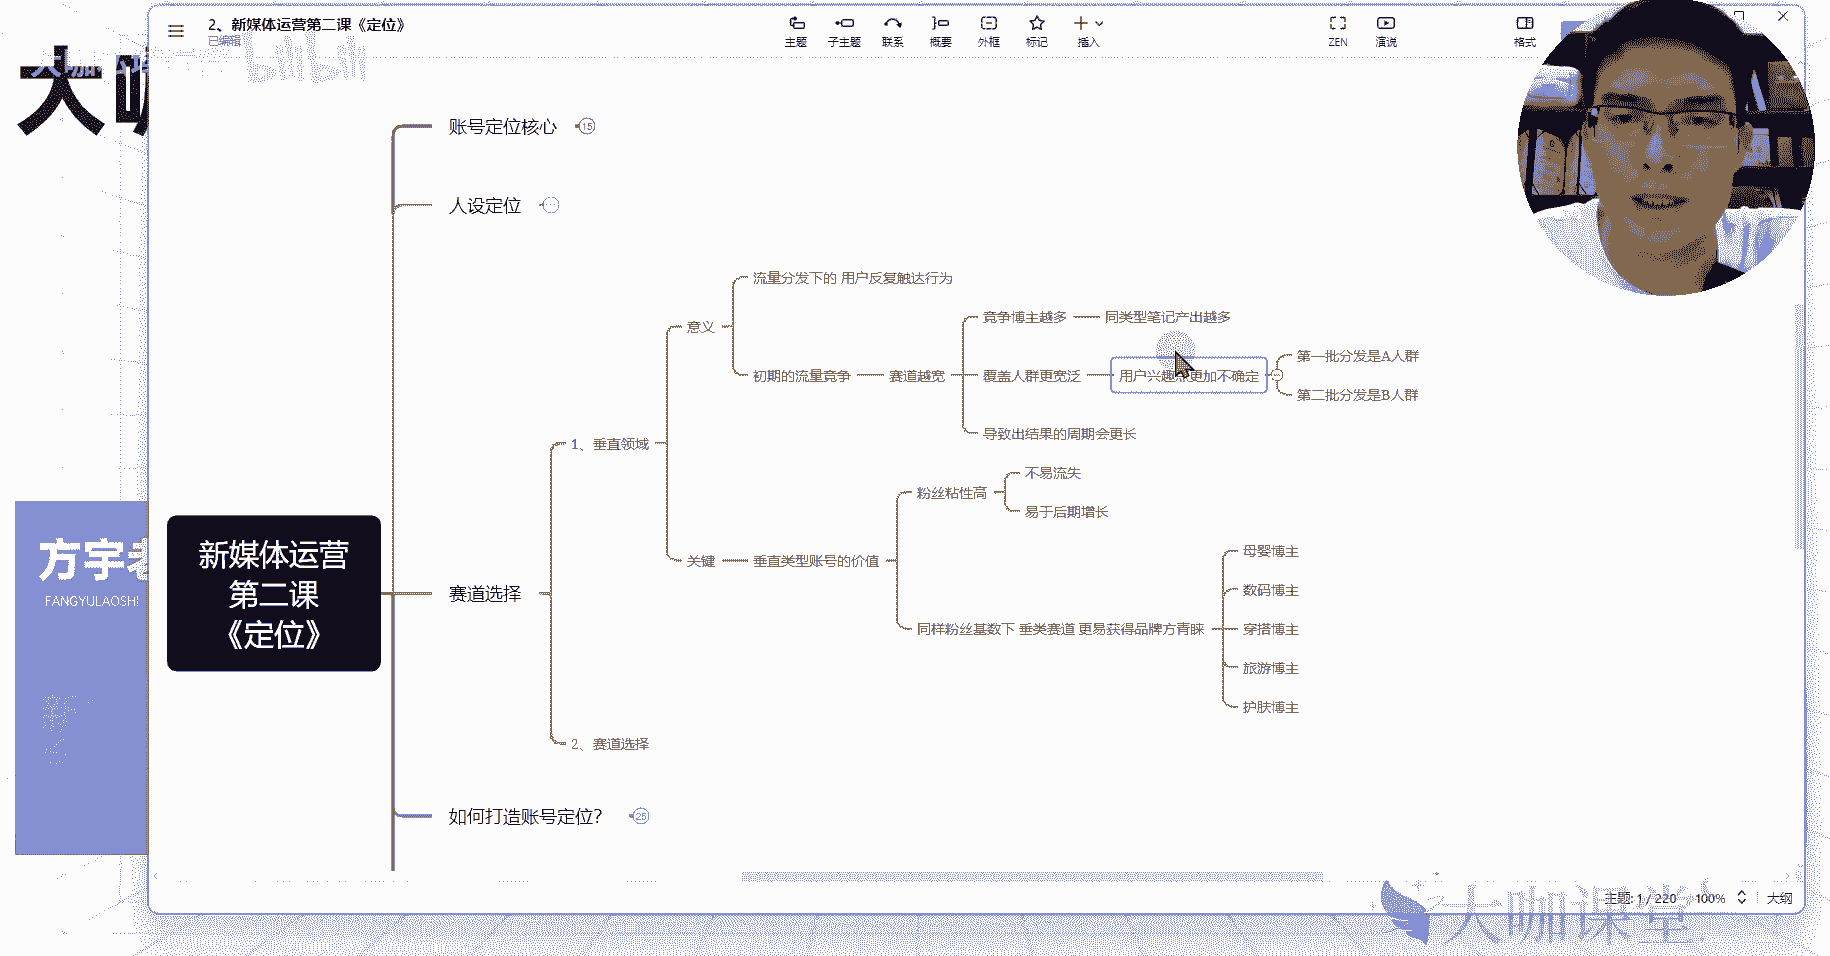 2、新媒体运营第二课《定位》
已编辑
主题
子主题
联系
概要
外框
标记
插入
ZEN
演说
格式
bilibili
大咖
账号定位核心
15
人设定位
流量分发下的 用户反复触达行为
意义
竞争博主越多
同类型笔记产出越多
第一批分发是A人群
初期的流量竞争
赛道越宽
覆盖人群更宽泛
用户兴趣点更加不确定
第二批分发是B人群
导致出结果的周期会更长
1、垂直领域
不易流失
粉丝粘性高
易于后期增长
关键
垂直类型账号的价值
母婴博主
数码博主
同样粉丝基数下 垂类赛道 更易获得品牌方青睐
穿搭博主
旅游博主
护肤博主
新媒体运营
第二课
《定位》
赛道选择
2、赛道选择
如何打造账号定位?
25
方宇老
FANGYULAOSHI
主题: 1 / 220
100%
大纲
大咖课堂